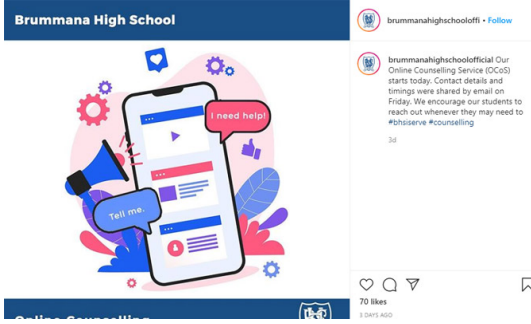 Brummana High School
I need help!
Tell me.
Online Counselling
brummanahighschooloffi • Follow
brummanahighschoolofficial Our
Online Counselling Service (OCoS)
starts today. Contact details and
timings were shared by email on
Friday. We encourage our students to
reach out whenever they may need to
#bhsiserve #counselling
3d
70 likes
3 DAYS AGO